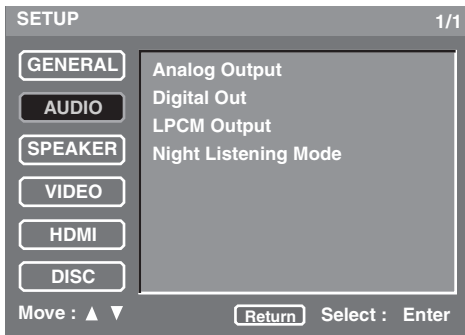 SETUP 1/1
GENERAL
AUDIO
SPEAKER
VIDEO
HDMI
DISC
Analog Output
Digital Out
LPCM Output
Night Listening Mode
Move : ▲ ▼ Return Select : Enter